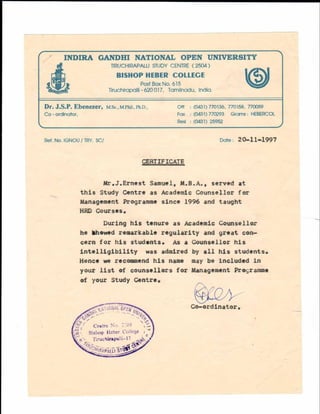 INDIRA GANDHI NATIONAL OPEN UNIVERSITY
TIRUCHIRAPALLI STUDY CENTRE ( 2504 )
BISHOP HEBER COLLEGE
Post Box No. 615
Tiruchirapalli - 620 017, Tamilnadu, India.
Dr. J.S.P. Ebenezer, M.Sc., M.Phil., Ph.D.,
Co - ordinator.
Off : (0431) 770136, 770158, 770059
Fax : (0431) 770293 Grams : HEBERCOL
Resi : (0431) 25952
Ref. No. IGNOU / TRY. SC/
Date : 20-11-1997
CERTIFICATE
Mr.J.Ernest Samuel, M.B.A., served at
this Study Centre as Academic Counsellor for
Management Programme since 1996 and taught
HRD Courses.
During his tenure as Academic Counsellor
he showed remarkable regularity and great con-
cern for his students. As a Counsellor his
intelligibility was admired by all his students.
Hence we recommend his name may be included in
your list of counsellors for Management Programme
of your Study Centre.
Co-ordinator.
GANDHI NATIONAL OPEN
Centre No. 2504
Bishop Heber College
Tiruchirapalli-17